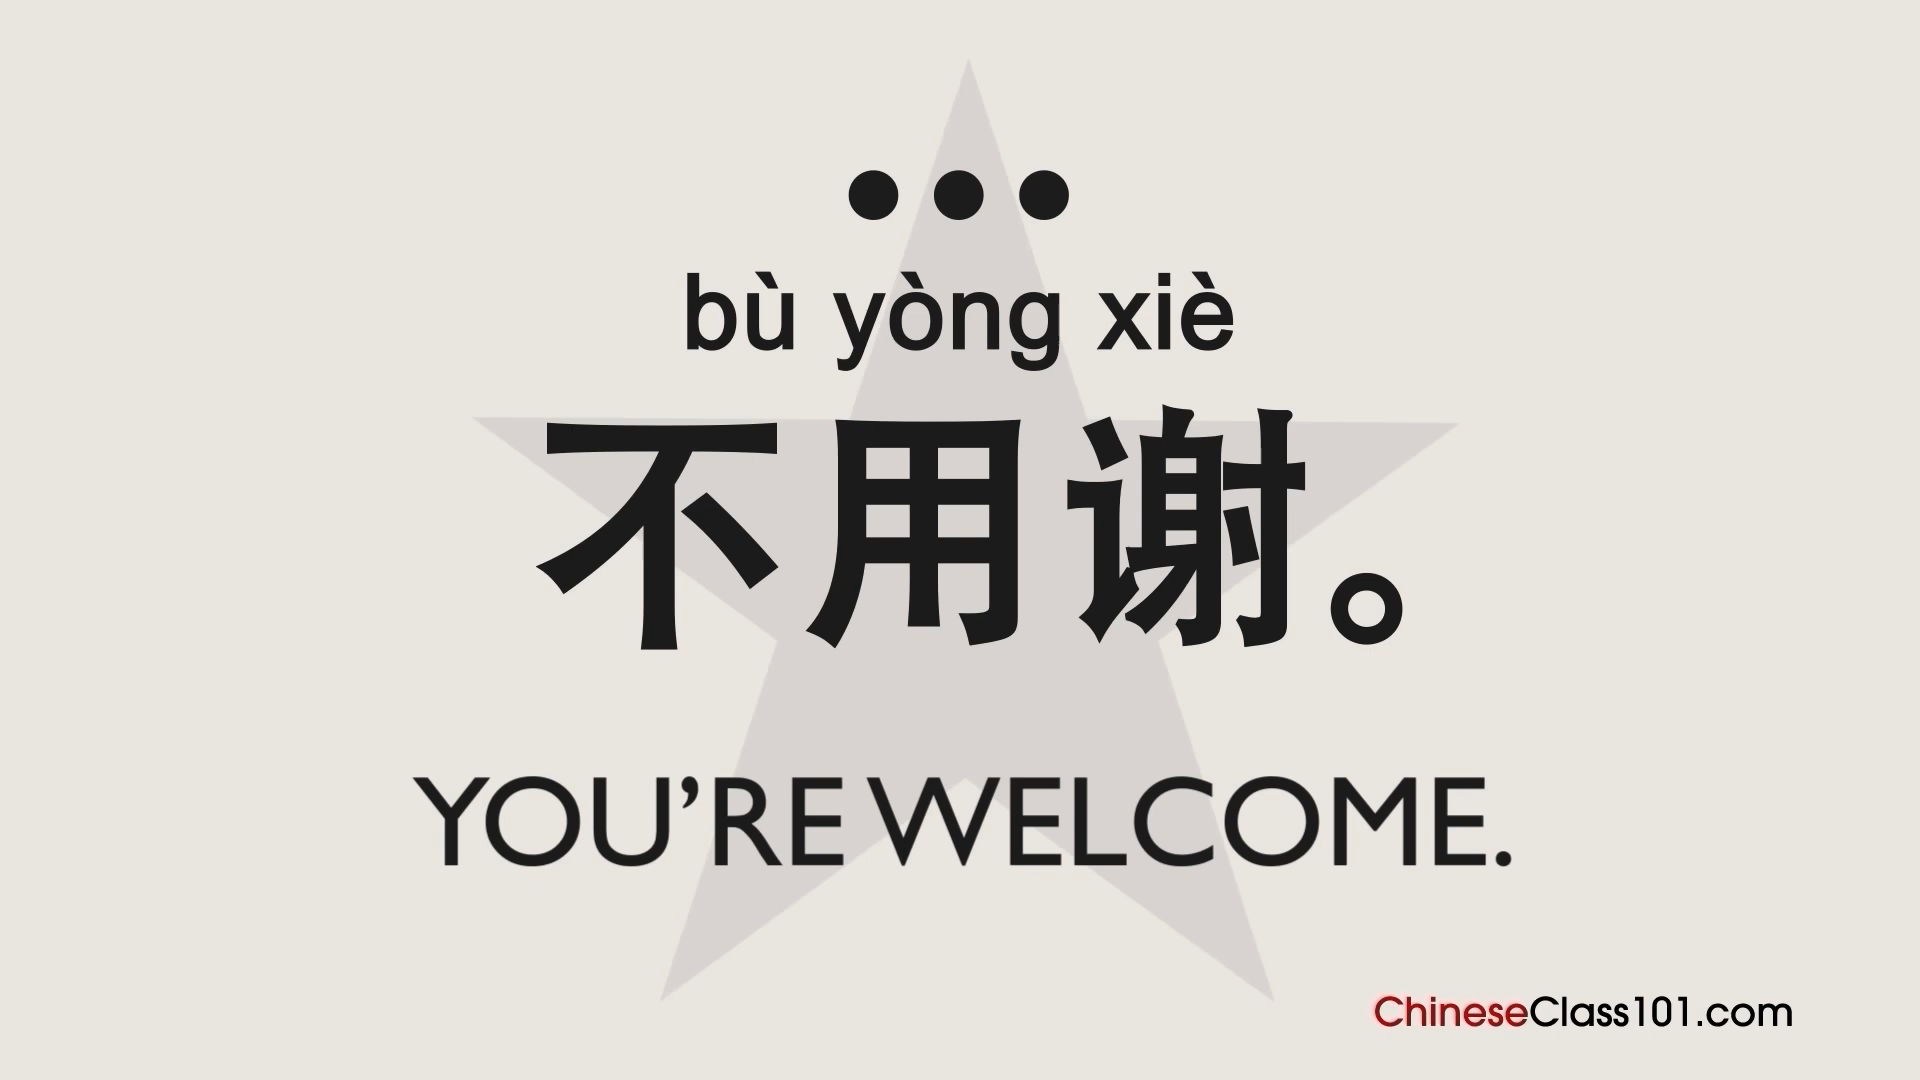 •••
bù yòng xiè
不用谢。
YOU’RE WELCOME.
ChineseClass101.com